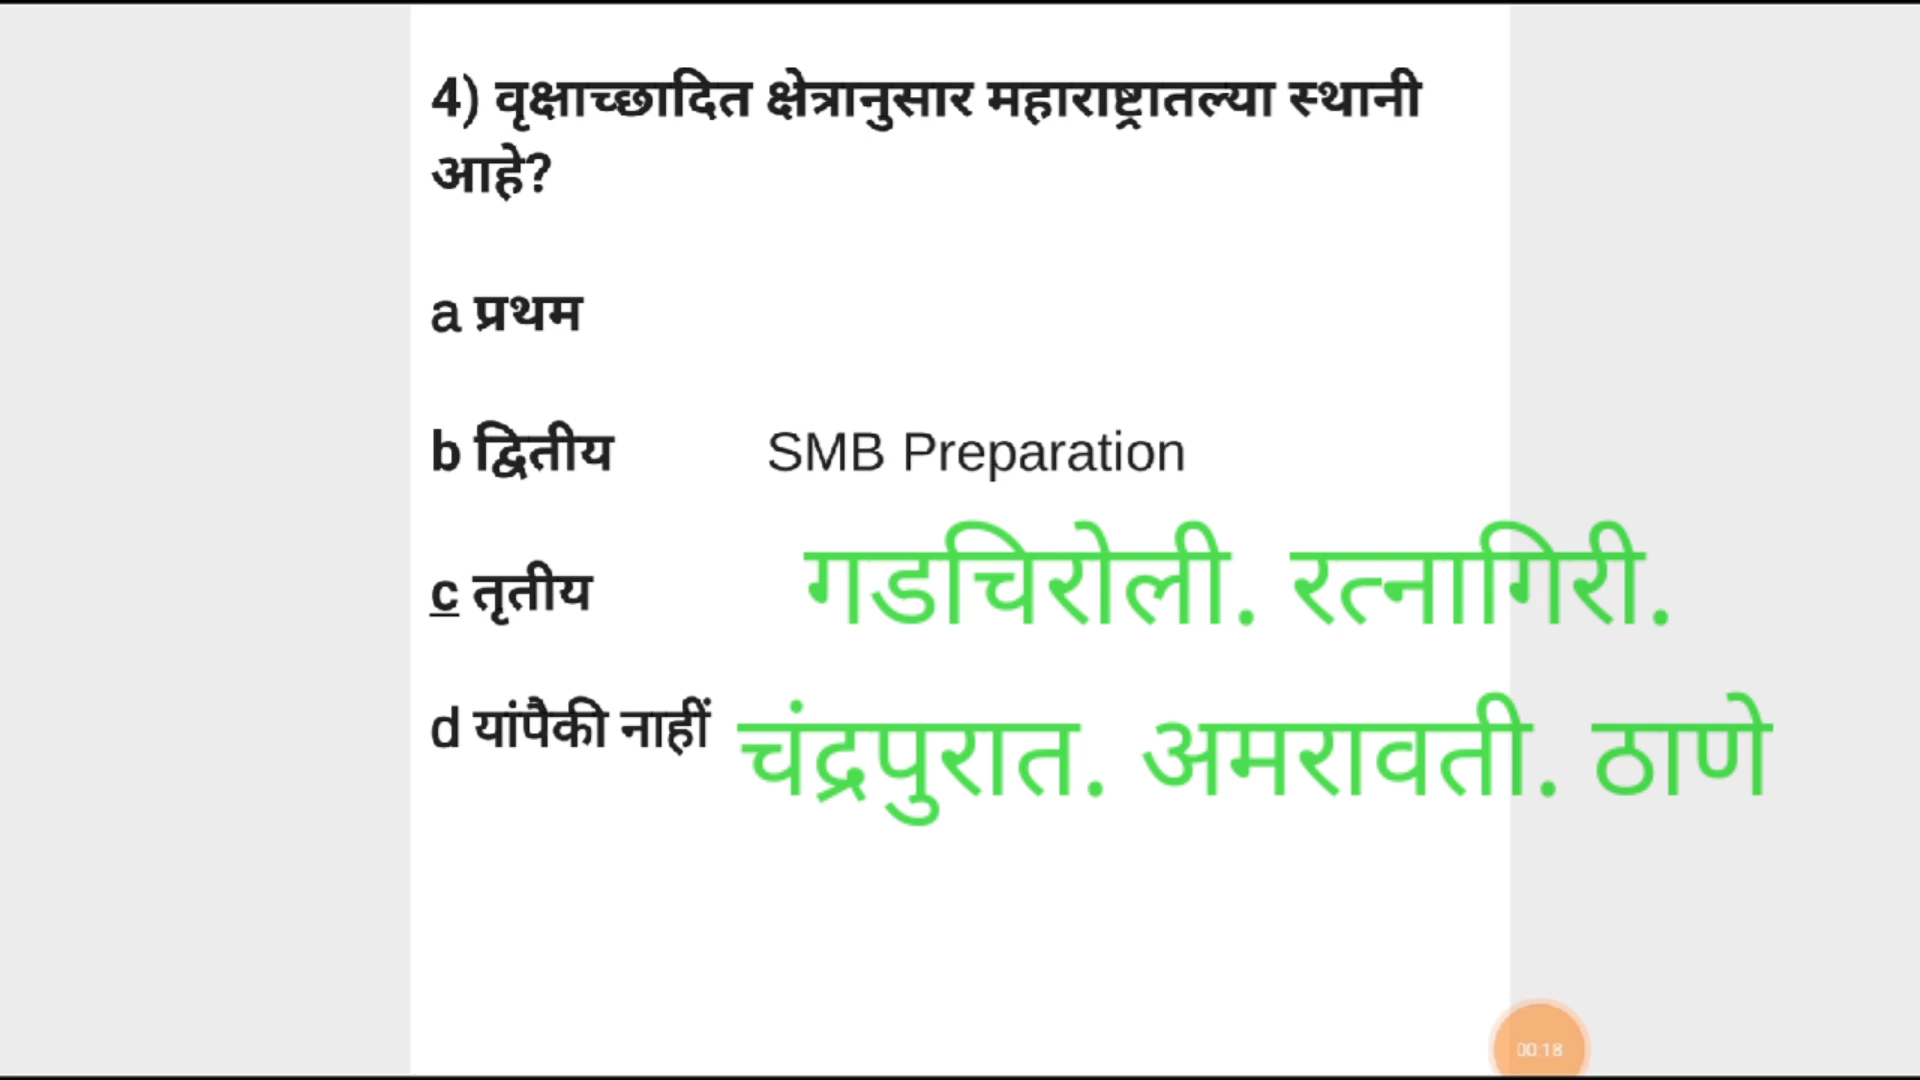 4) वृक्षाच्छादित क्षेत्रानुसार महाराष्ट्रातल्या स्थानी
आहे?
a प्रथम
b द्वितीय SMB Preparation
c तृतीय गडचिरोली. रत्नागिरी.
d यांपैकी नाहीं चंद्रपुरात. अमरावती. ठाणे
00:18